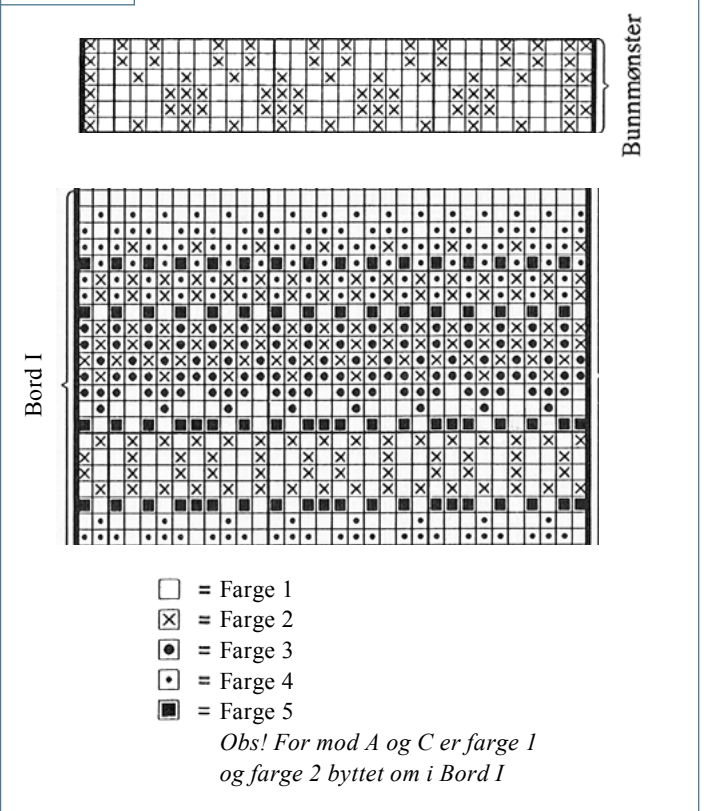 Bunnmønster
Bord I
= Farge 1
= Farge 2
= Farge 3
= Farge 4
= Farge 5
Obs! For mod A og C er farge 1
og farge 2 byttet om i Bord I